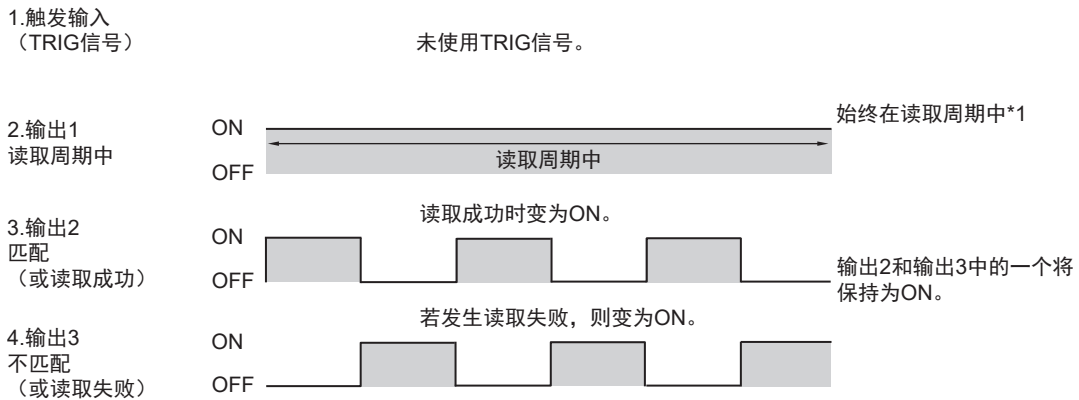 1.触发输入
（TRIG信号）
未使用TRIG信号。
2.输出1
读取周期中
ON
OFF
读取周期中
始终在读取周期中*1
3.输出2
匹配
（或读取成功）
ON
OFF
读取成功时变为ON。
输出2和输出3中的一个将
保持为ON。
4.输出3
不匹配
（或读取失败）
ON
OFF
若发生读取失败，则变为ON。